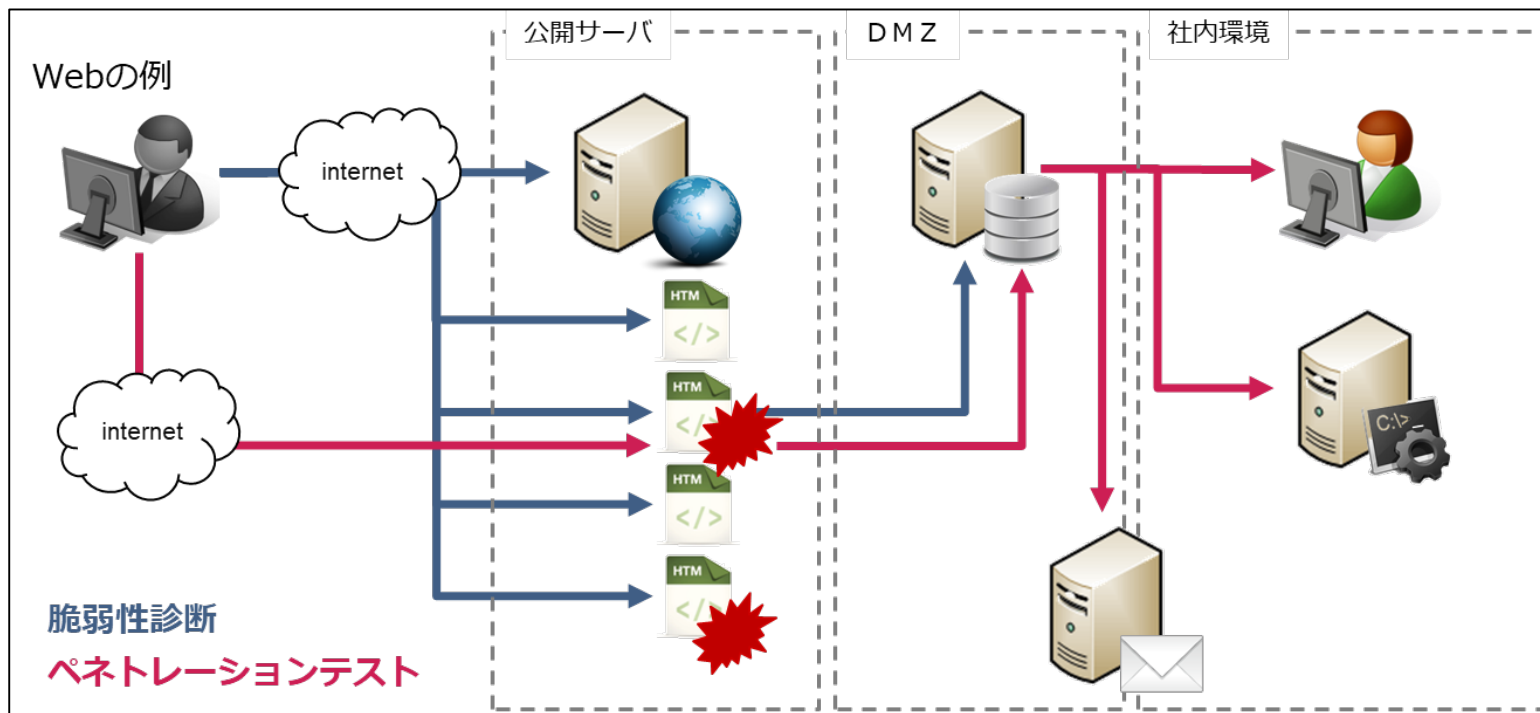 公開サーバ
ＤＭＺ
社内環境
Webの例
internet
HTM
</>
HTM
</>
internet
HTM
</>
HTM
</>
C:\>_
脆弱性診断
ペネトレーションテスト